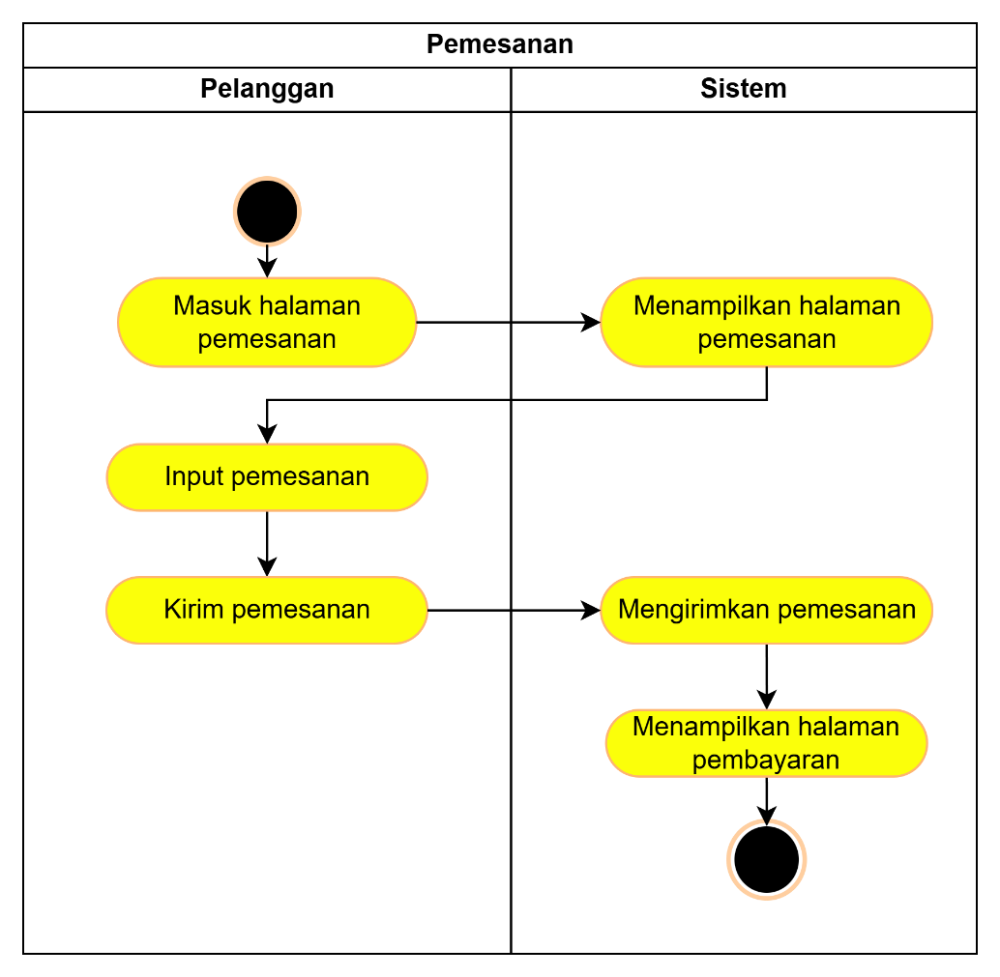 Pemesanan
Pelanggan
Sistem
Masuk halaman
pemesanan
Menampilkan halaman
pemesanan
Input pemesanan
Kirim pemesanan
Mengirimkan pemesanan
Menampilkan halaman
pembayaran